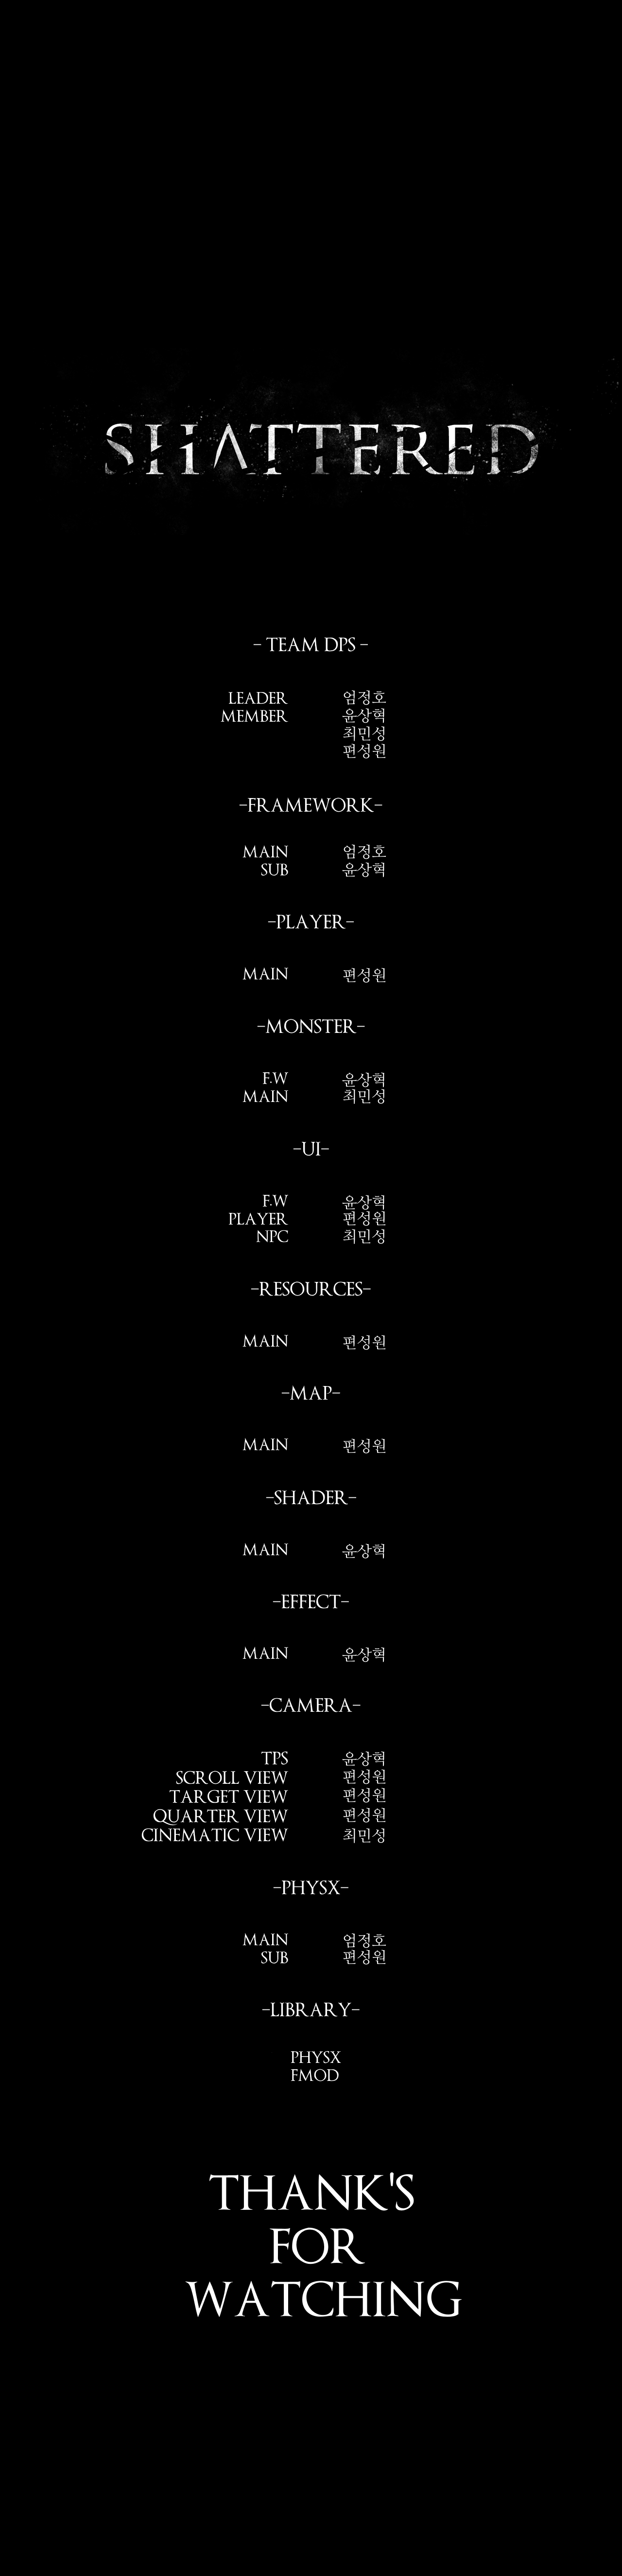 SHATTERED
- TEAM DPS -
LEADER 엄정호
MEMBER 윤상혁
최민성
편성원
-FRAMEWORK-
MAIN 엄정호
SUB 윤상혁
-PLAYER-
MAIN 편성원
-MONSTER-
F.W 윤상혁
MAIN 최민성
-UI-
F.W 윤상혁
PLAYER 편성원
NPC 최민성
-RESOURCES-
MAIN 편성원
-MAP-
MAIN 편성원
-SHADER-
MAIN 윤상혁
-EFFECT-
MAIN 윤상혁
-CAMERA-
TPS 윤상혁
SCROLL VIEW 편성원
TARGET VIEW 편성원
QUARTER VIEW 편성원
CINEMATIC VIEW 최민성
-PHYSX-
MAIN 엄정호
SUB 편성원
-LIBRARY-
PHYSX
FMOD
THANK'S
FOR
WATCHING